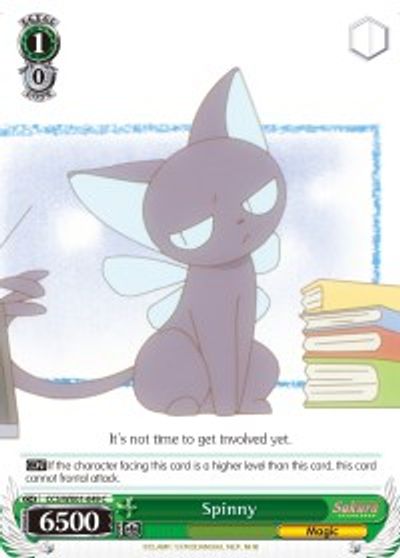 1
0
It's not time to get involved yet.
CONT If the character facing this card is a higher level than this card, this card
cannot frontal attack.
Spinny
Sakura
6500
Magic